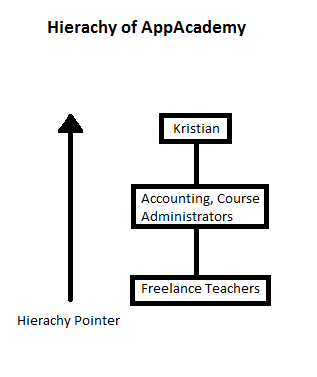 Hierachy of AppAcademy
Kristian
Accounting, Course
Administrators
Freelance Teachers
Hierachy Pointer